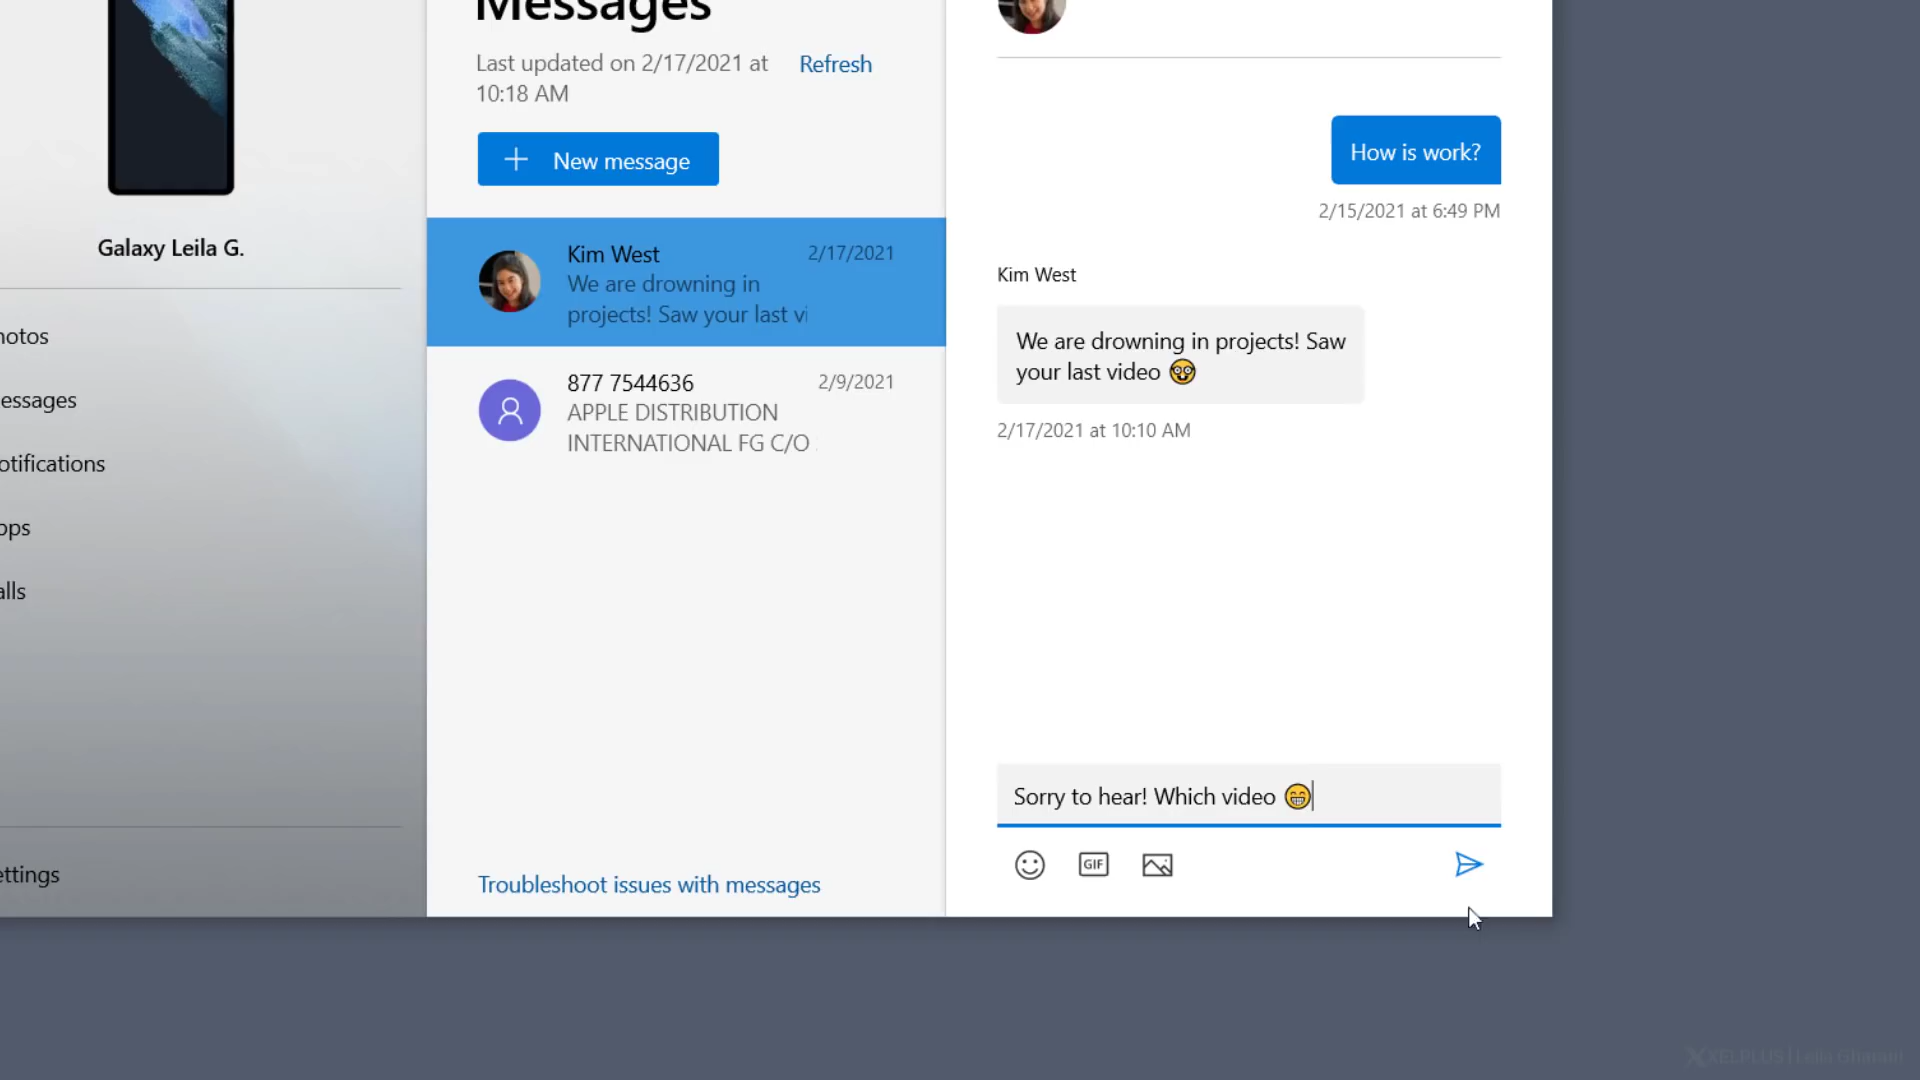 Messages
Last updated on 2/17/2021 at
10:18 AM
Refresh
New message
Galaxy Leila G.
hotos
essages
otifications
pps
alls
ettings
Kim West
2/17/2021
We are drowning in
projects! Saw your last vi
877 7544636
2/9/2021
APPLE DISTRIBUTION
INTERNATIONAL FG C/O
Troubleshoot issues with messages
How is work?
2/15/2021 at 6:49 PM
Kim West
We are drowning in projects! Saw
your last video 🤓
2/17/2021 at 10:10 AM
Sorry to hear! Which video 😁
GIF
XELPLUS | Leila Gharani